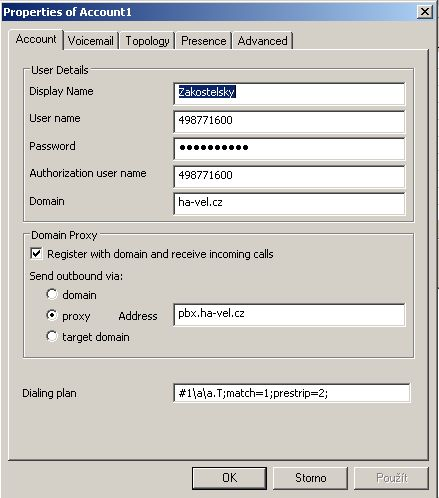 Properties of Account1
Account Voicemail Topology Presence Advanced
User Details
Display Name Zakostelsky
User name 498771600
Password ●●●●●●●●●●
Authorization user name 498771600
Domain ha-vel.cz
Domain Proxy
Register with domain and receive incoming calls
Send outbound via:
domain
proxy Address pbx.ha-vel.cz
target domain
Dialing plan #1\a\a.T;match=1;prestrip=2;
OK Storno Použít